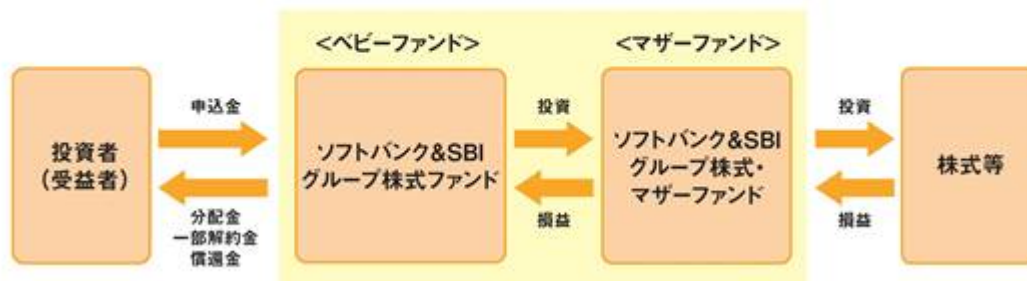 ＜ベビーファンド＞
＜マザーファンド＞
投資者
（受益者）
申込金
分配金
一部解約金
償還金
ソフトバンク&SBI
グループ株式ファンド
投資
損益
ソフトバンク&SBI
グループ株式・
マザーファンド
投資
損益
株式等